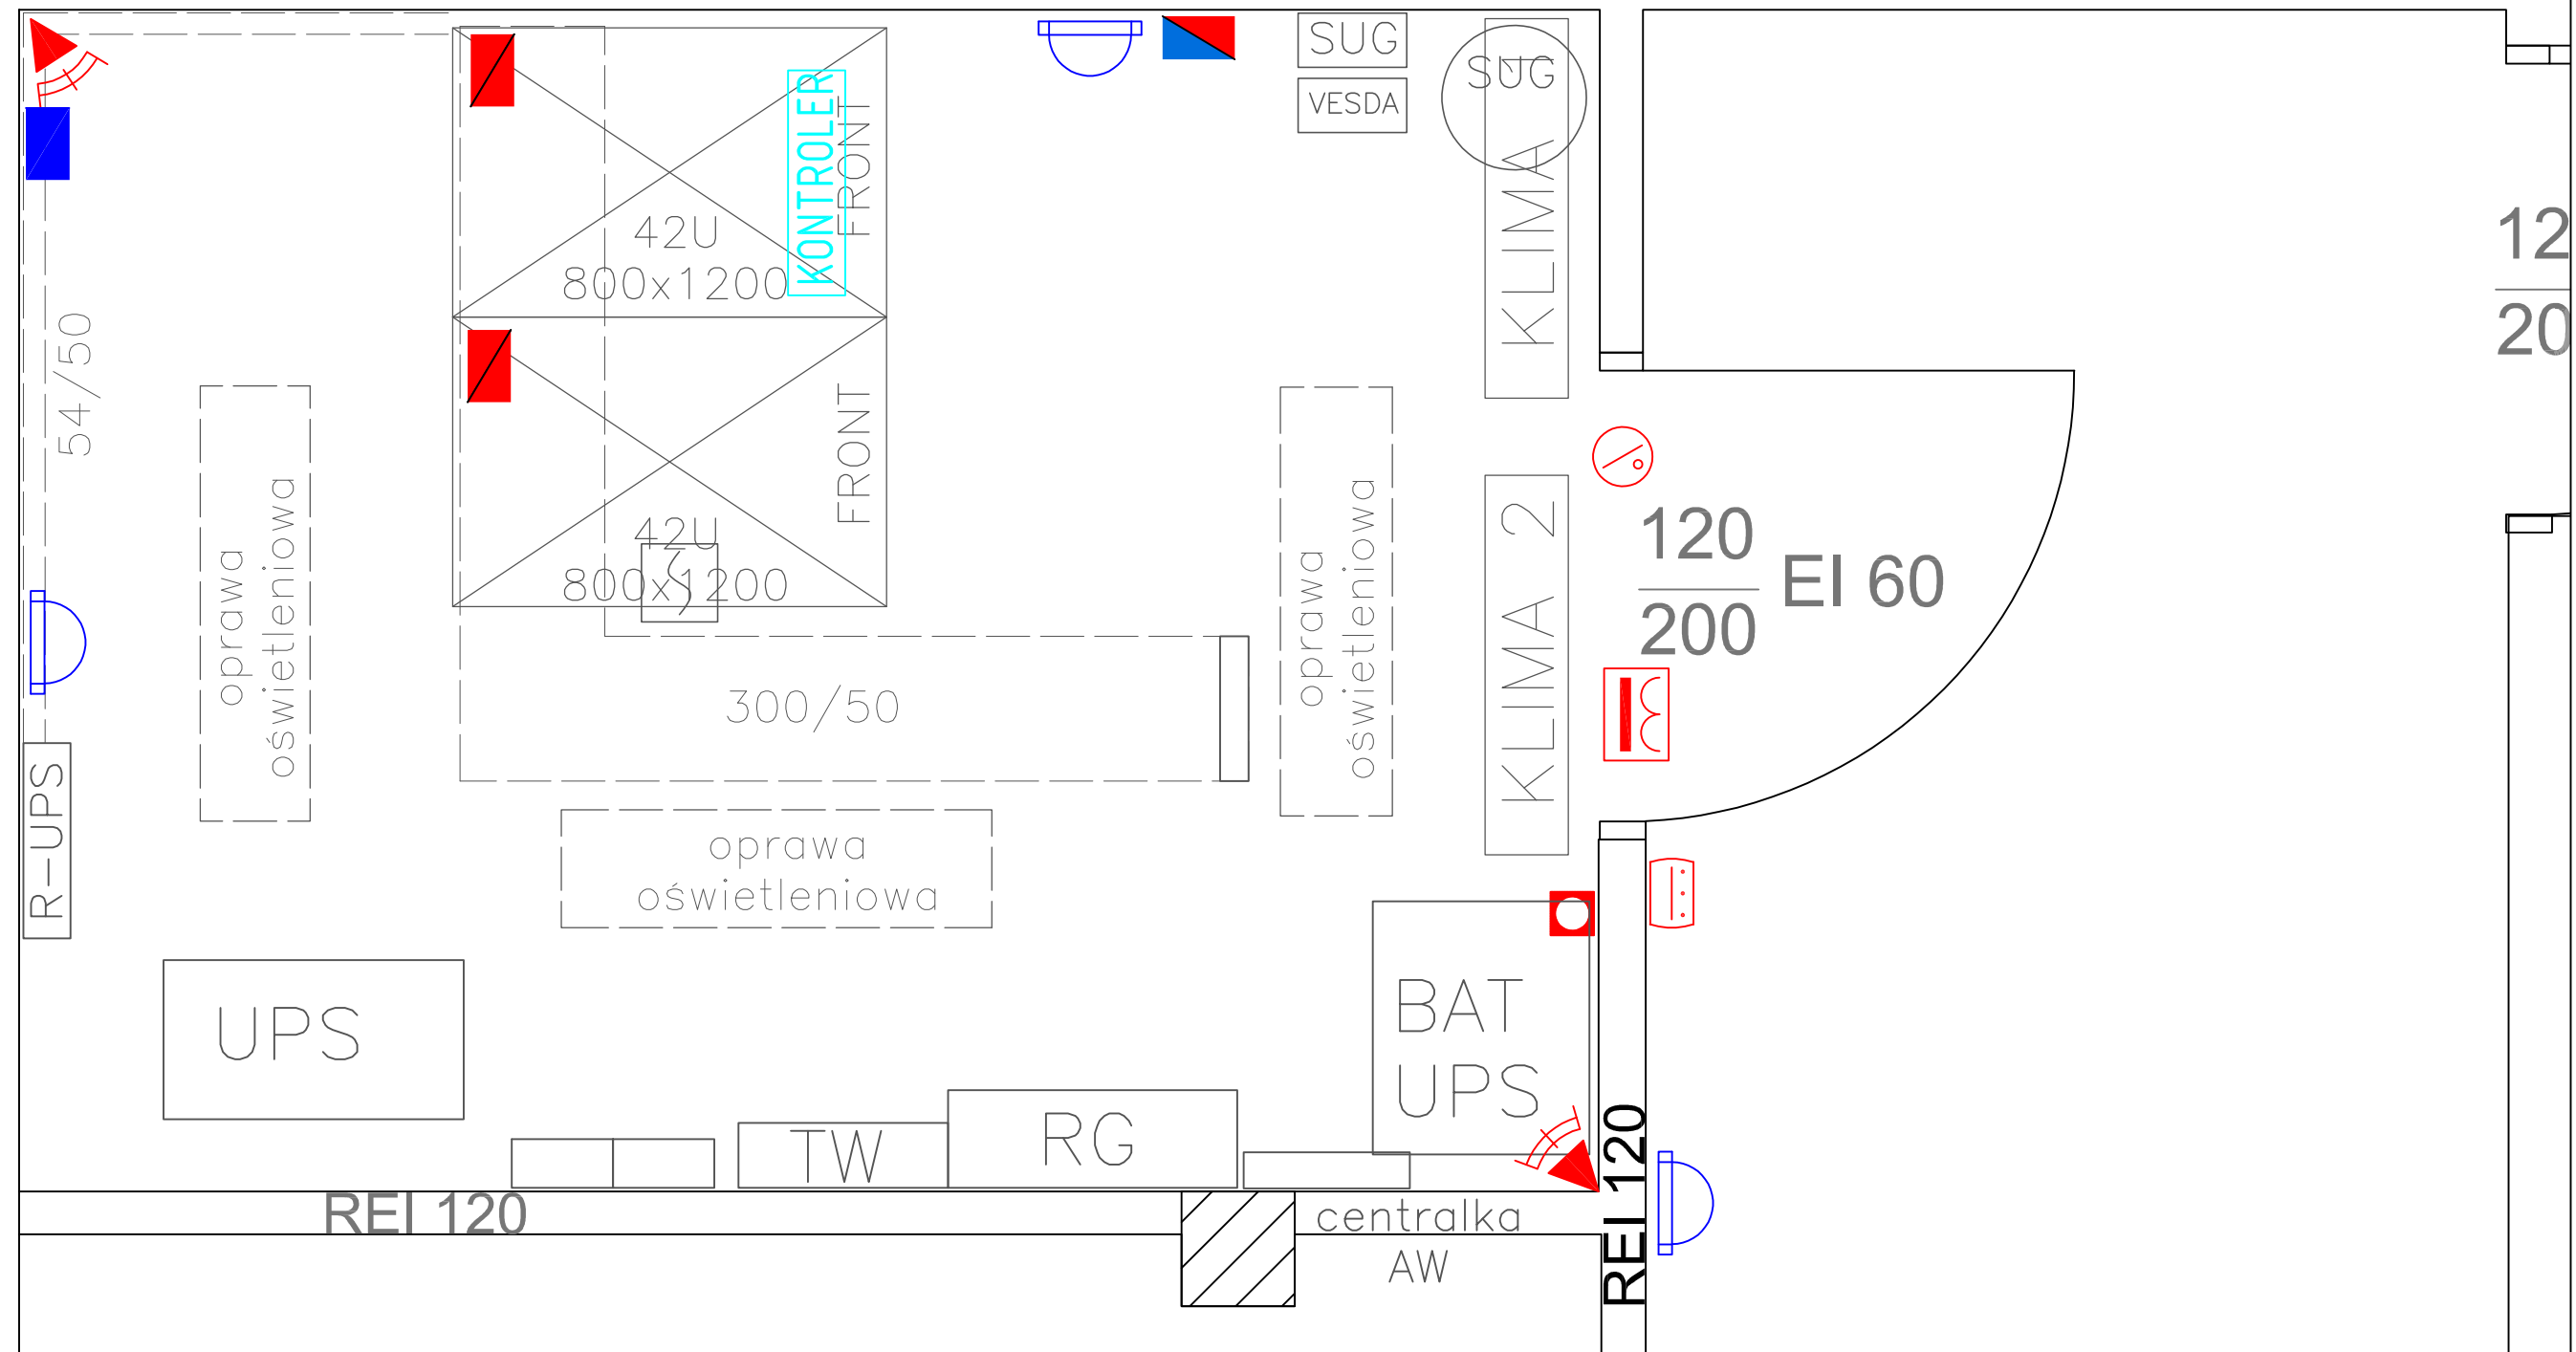 SUG
VESDA
SUG
KLIMA 1
KONTROLER
FRONT
42U
800x1200
54/50
FRONT
42U
800x1200
oprawa
oświetleniowa
oprawa
oświetleniowa
KLIMA 2
120
200
EI 60
12
20
300/50
R-UPS
oprawa
oświetleniowa
UPS
BAT
UPS
TW
RG
REI 120
centralka
AW
REI 120